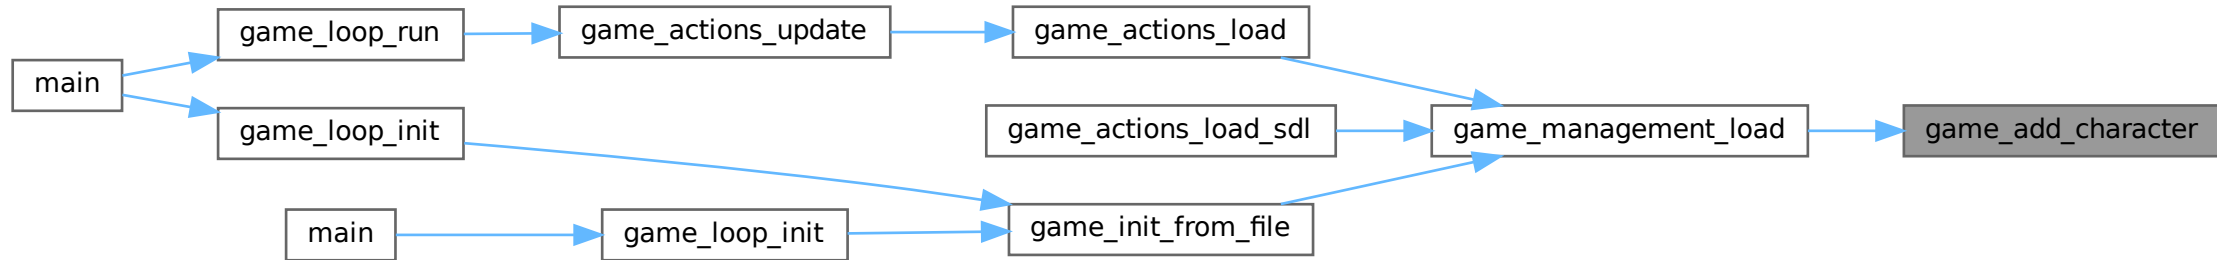 main
game_loop_run
game_actions_update
game_actions_load
game_loop_init
game_actions_load_sdl
game_management_load
game_add_character
main
game_loop_init
game_init_from_file